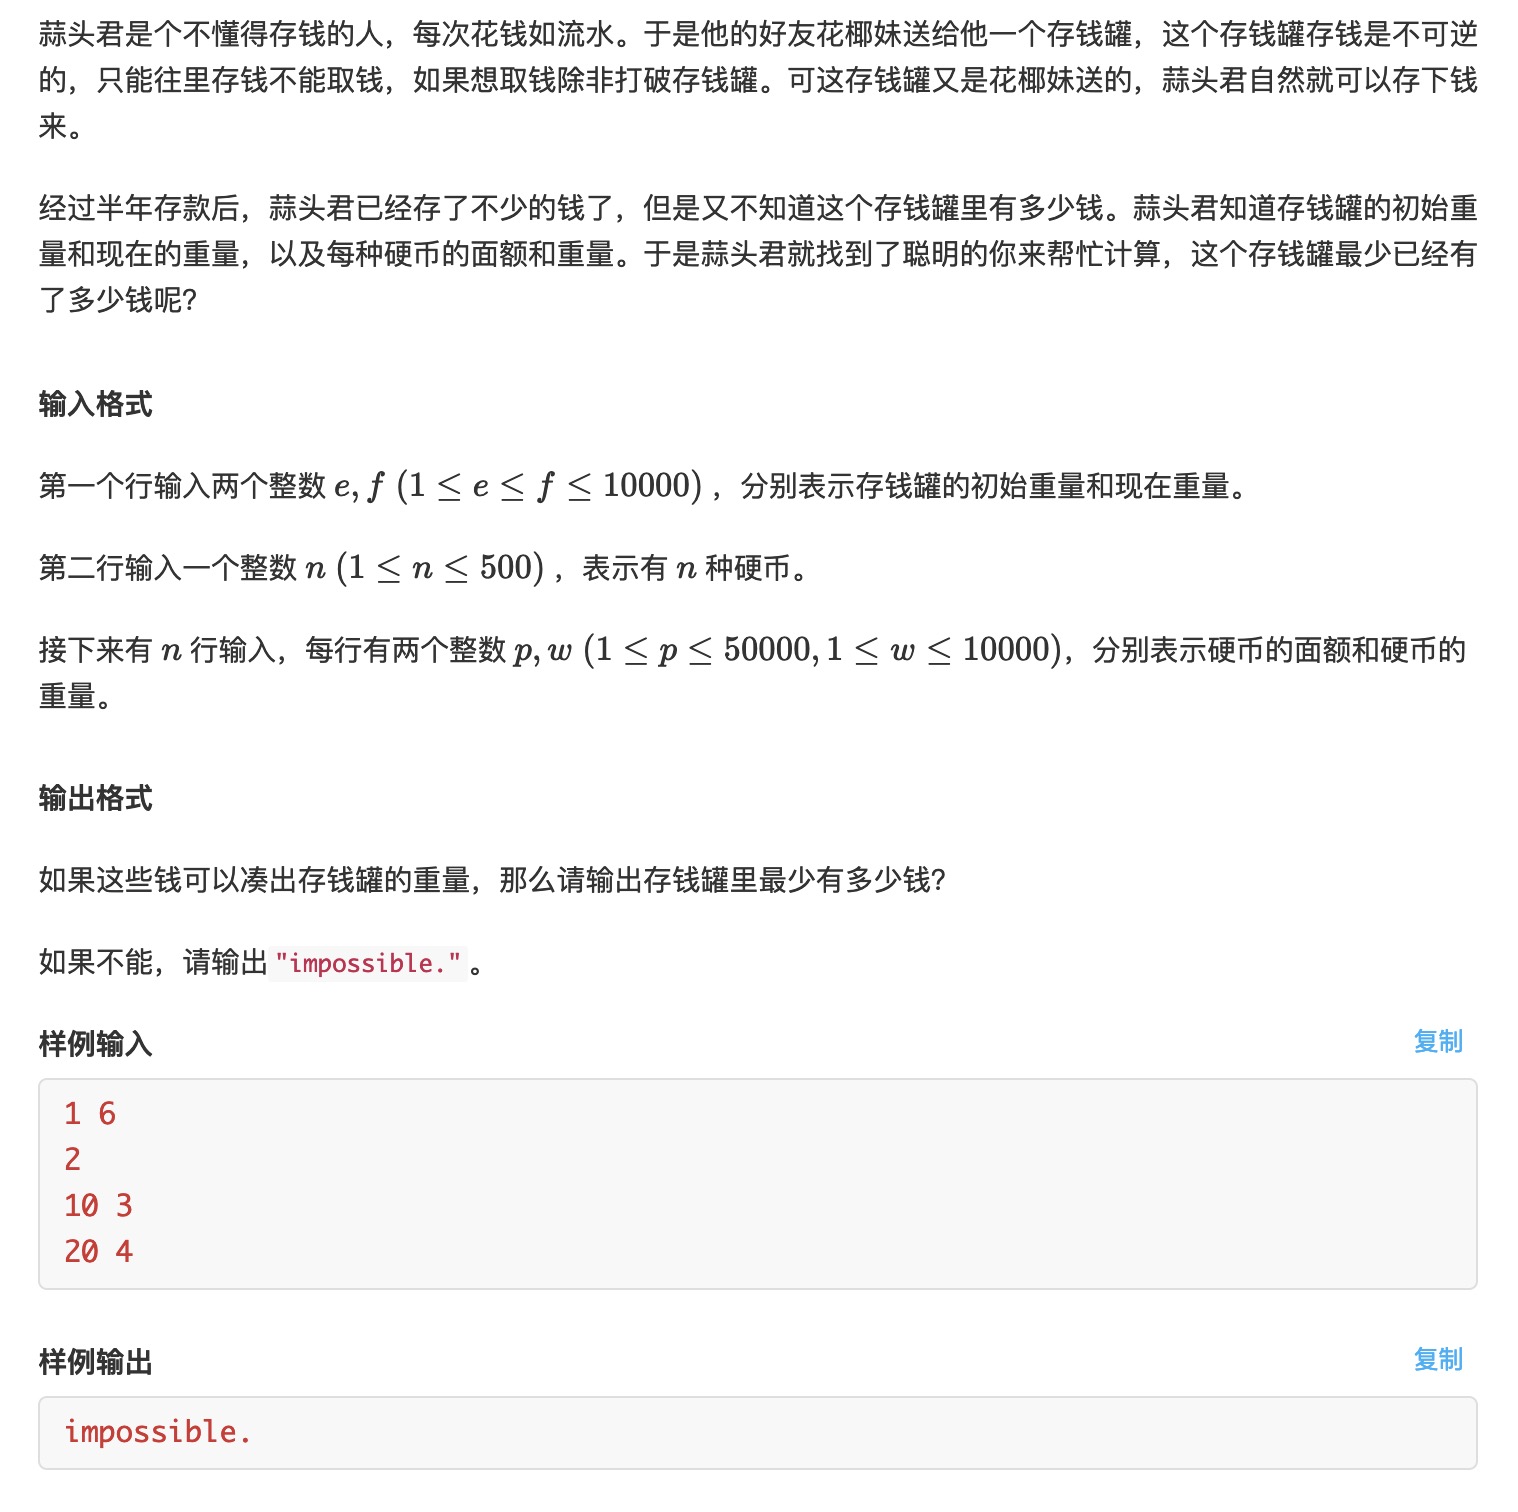 蒜头君是个不懂得存钱的人，每次花钱如流水。于是他的好友花椰妹送给他一个存钱罐，这个存钱罐存钱是不可逆
的，只能往里存钱不能取钱，如果想取钱除非打破存钱罐。可这存钱罐又是花椰妹送的，蒜头君自然就可以存下钱
来。
经过半年存款后，蒜头君已经存了不少的钱了，但是又不知道这个存钱罐里有多少钱。蒜头君知道存钱罐的初始重
量和现在的重量，以及每种硬币的面额和重量。于是蒜头君就找到了聪明的你来帮忙计算，这个存钱罐最少已经有
了多少钱呢？
输入格式
第一个行输入两个整数 e, f (1 ≤ e ≤ f ≤ 10000) ，分别表示存钱罐的初始重量和现在重量。
第二行输入一个整数 n (1 ≤ n ≤ 500) ，表示有 n 种硬币。
接下来有 n 行输入，每行有两个整数 p, w (1 ≤ p ≤ 50000, 1 ≤ w ≤ 10000)，分别表示硬币的面额和硬币的
重量。
输出格式
如果这些钱可以凑出存钱罐的重量，那么请输出存钱罐里最少有多少钱？
如果不能，请输出"impossible."。
样例输入 复制
1 6
2
10 3
20 4
样例输出 复制
impossible.